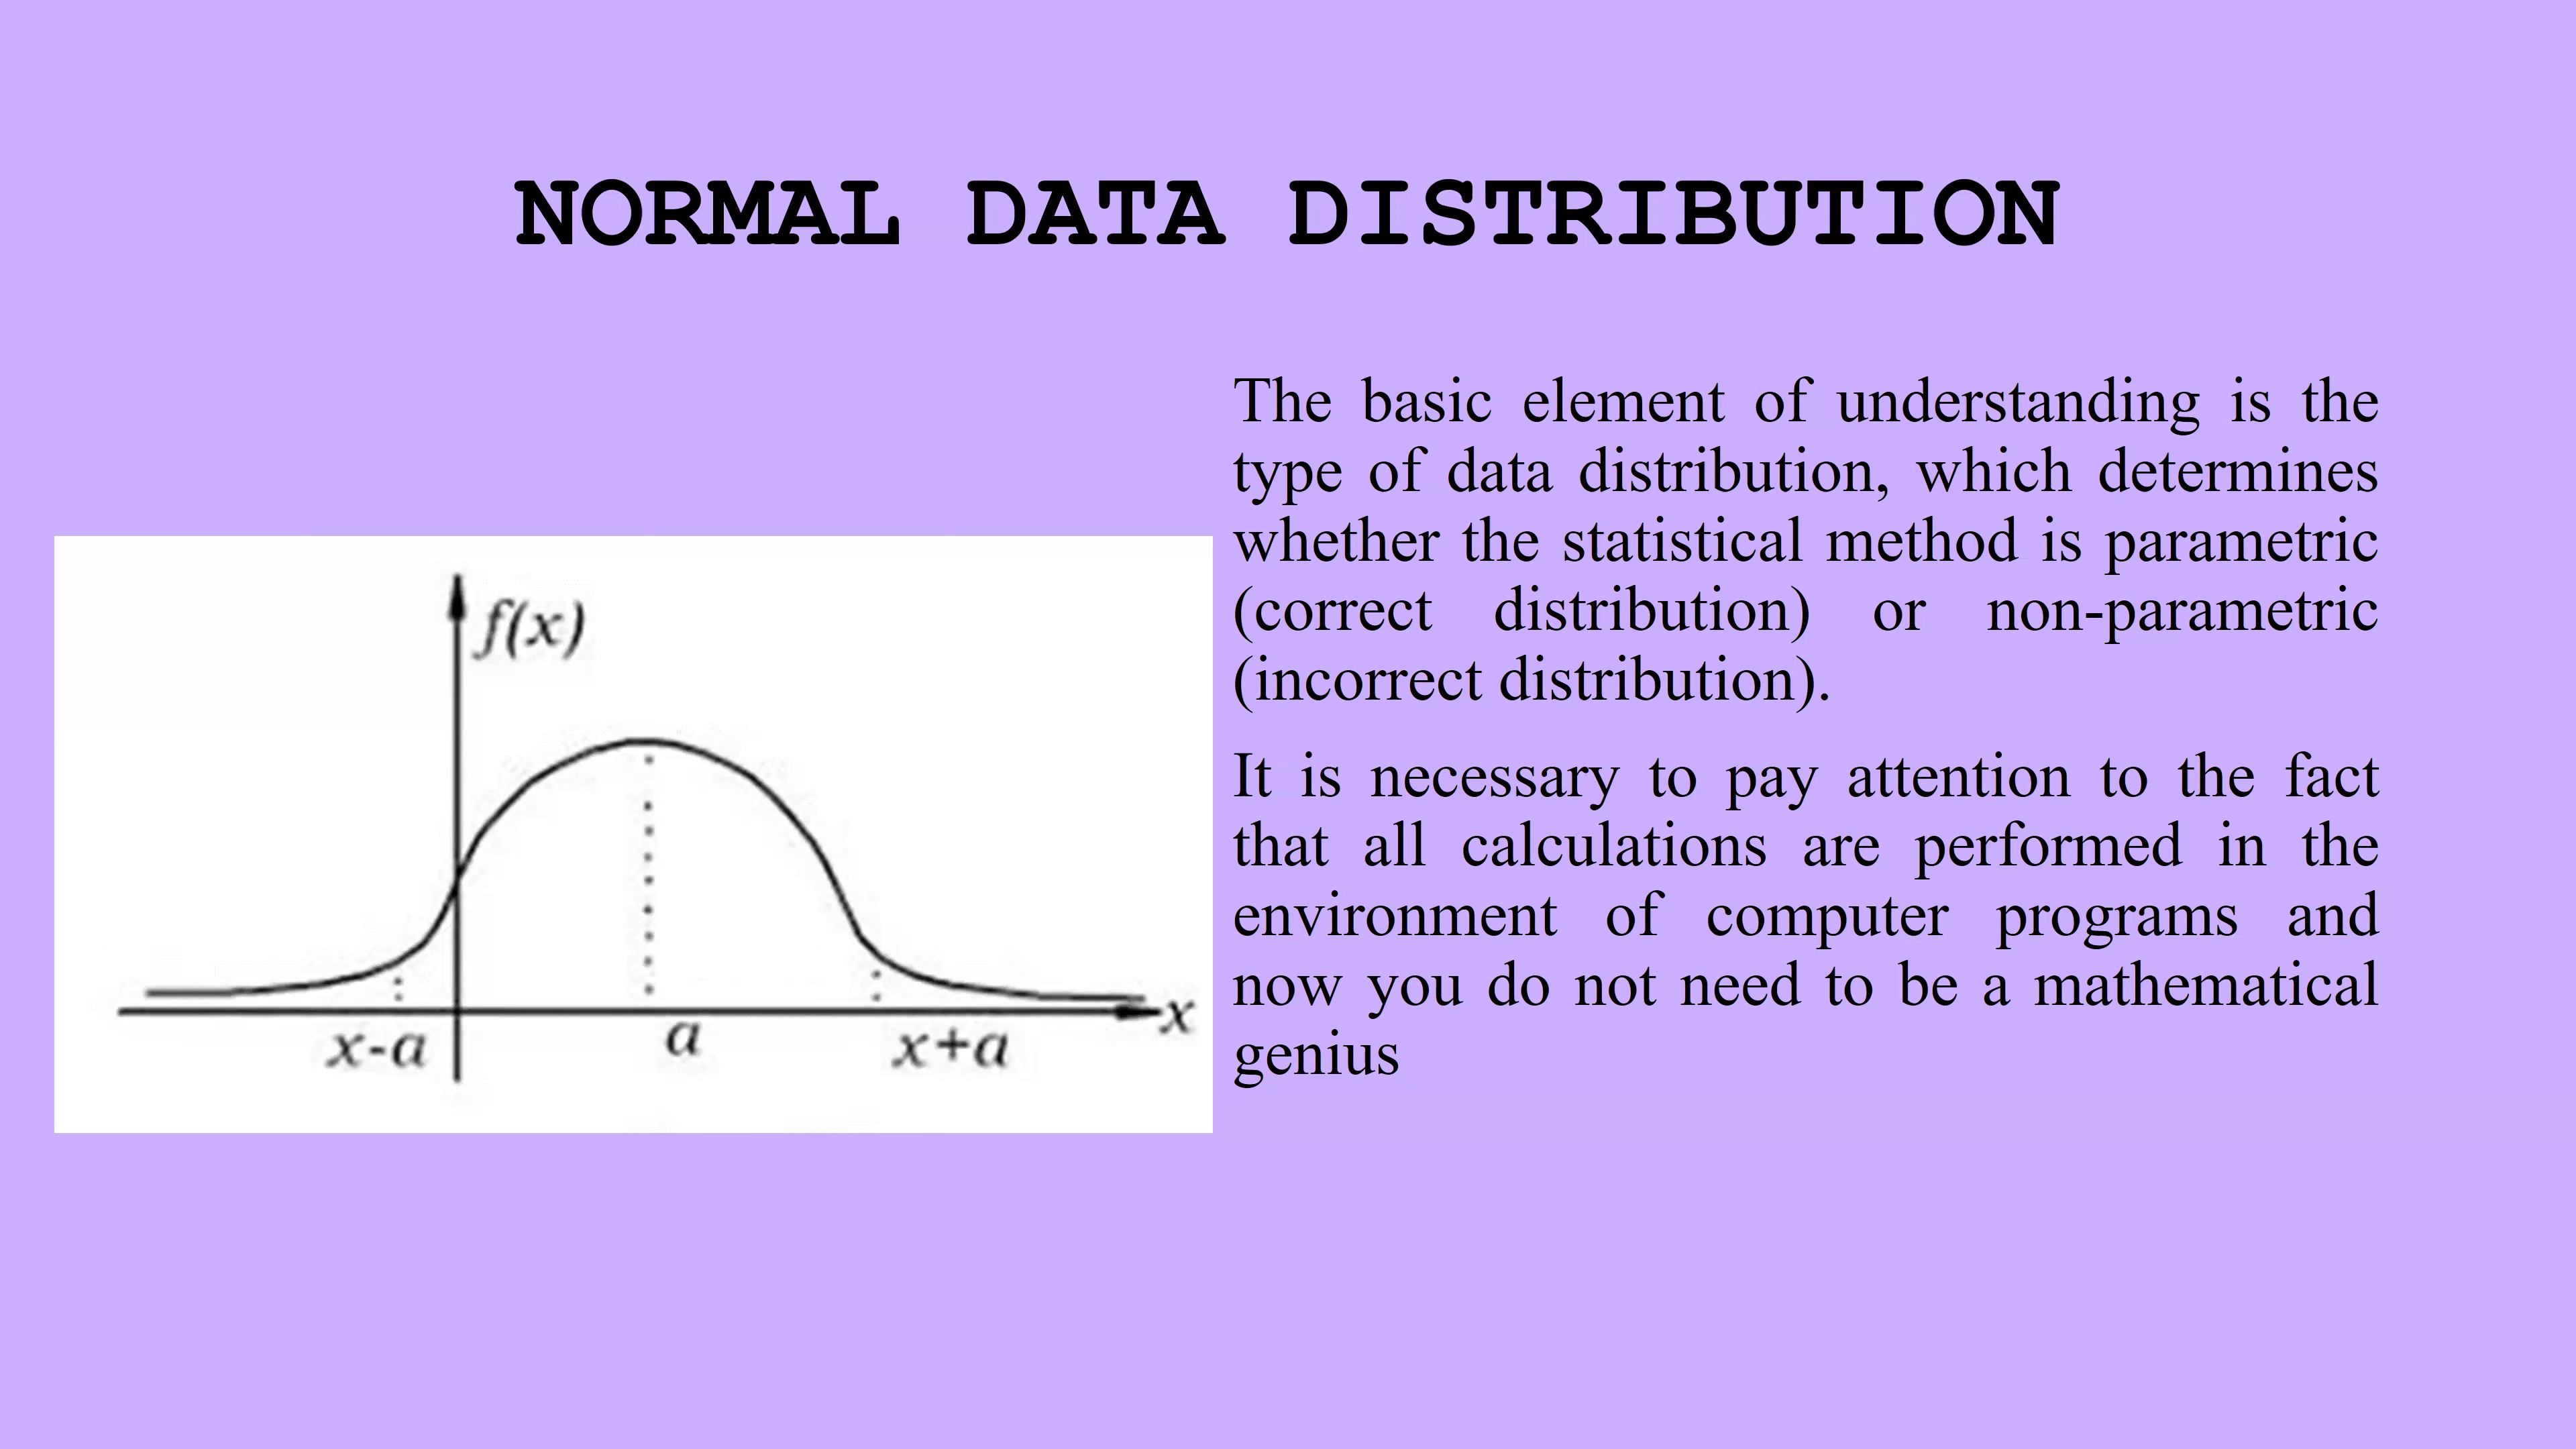 NORMAL DATA DISTRIBUTION
The basic element of understanding is the
type of data distribution, which determines
whether the statistical method is parametric
(correct distribution) or non-parametric
(incorrect distribution).
It is necessary to pay attention to the fact
that all calculations are performed in the
environment of computer programs and
now you do not need to be a mathematical
genius
f(x)
x
x-a
a
x+a